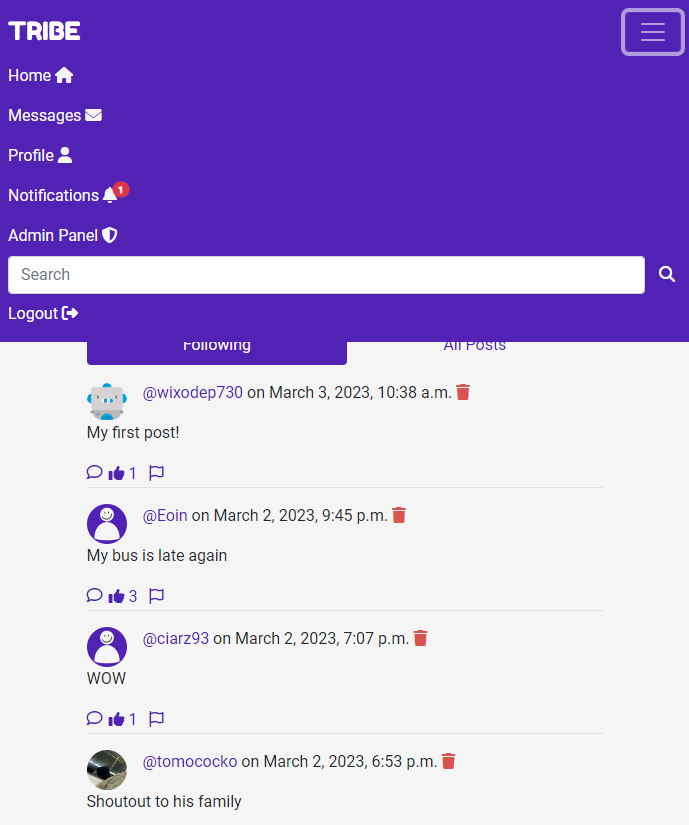 TRIBE
Home
Messages
Profile
Notifications 1
Admin Panel
Search
Logout
Following All Posts
@wixodep730 on March 3, 2023, 10:38 a.m.
My first post!
1
@Eoin on March 2, 2023, 9:45 p.m.
My bus is late again
3
@ciarz93 on March 2, 2023, 7:07 p.m.
WOW
1
@tomococko on March 2, 2023, 6:53 p.m.
Shoutout to his family